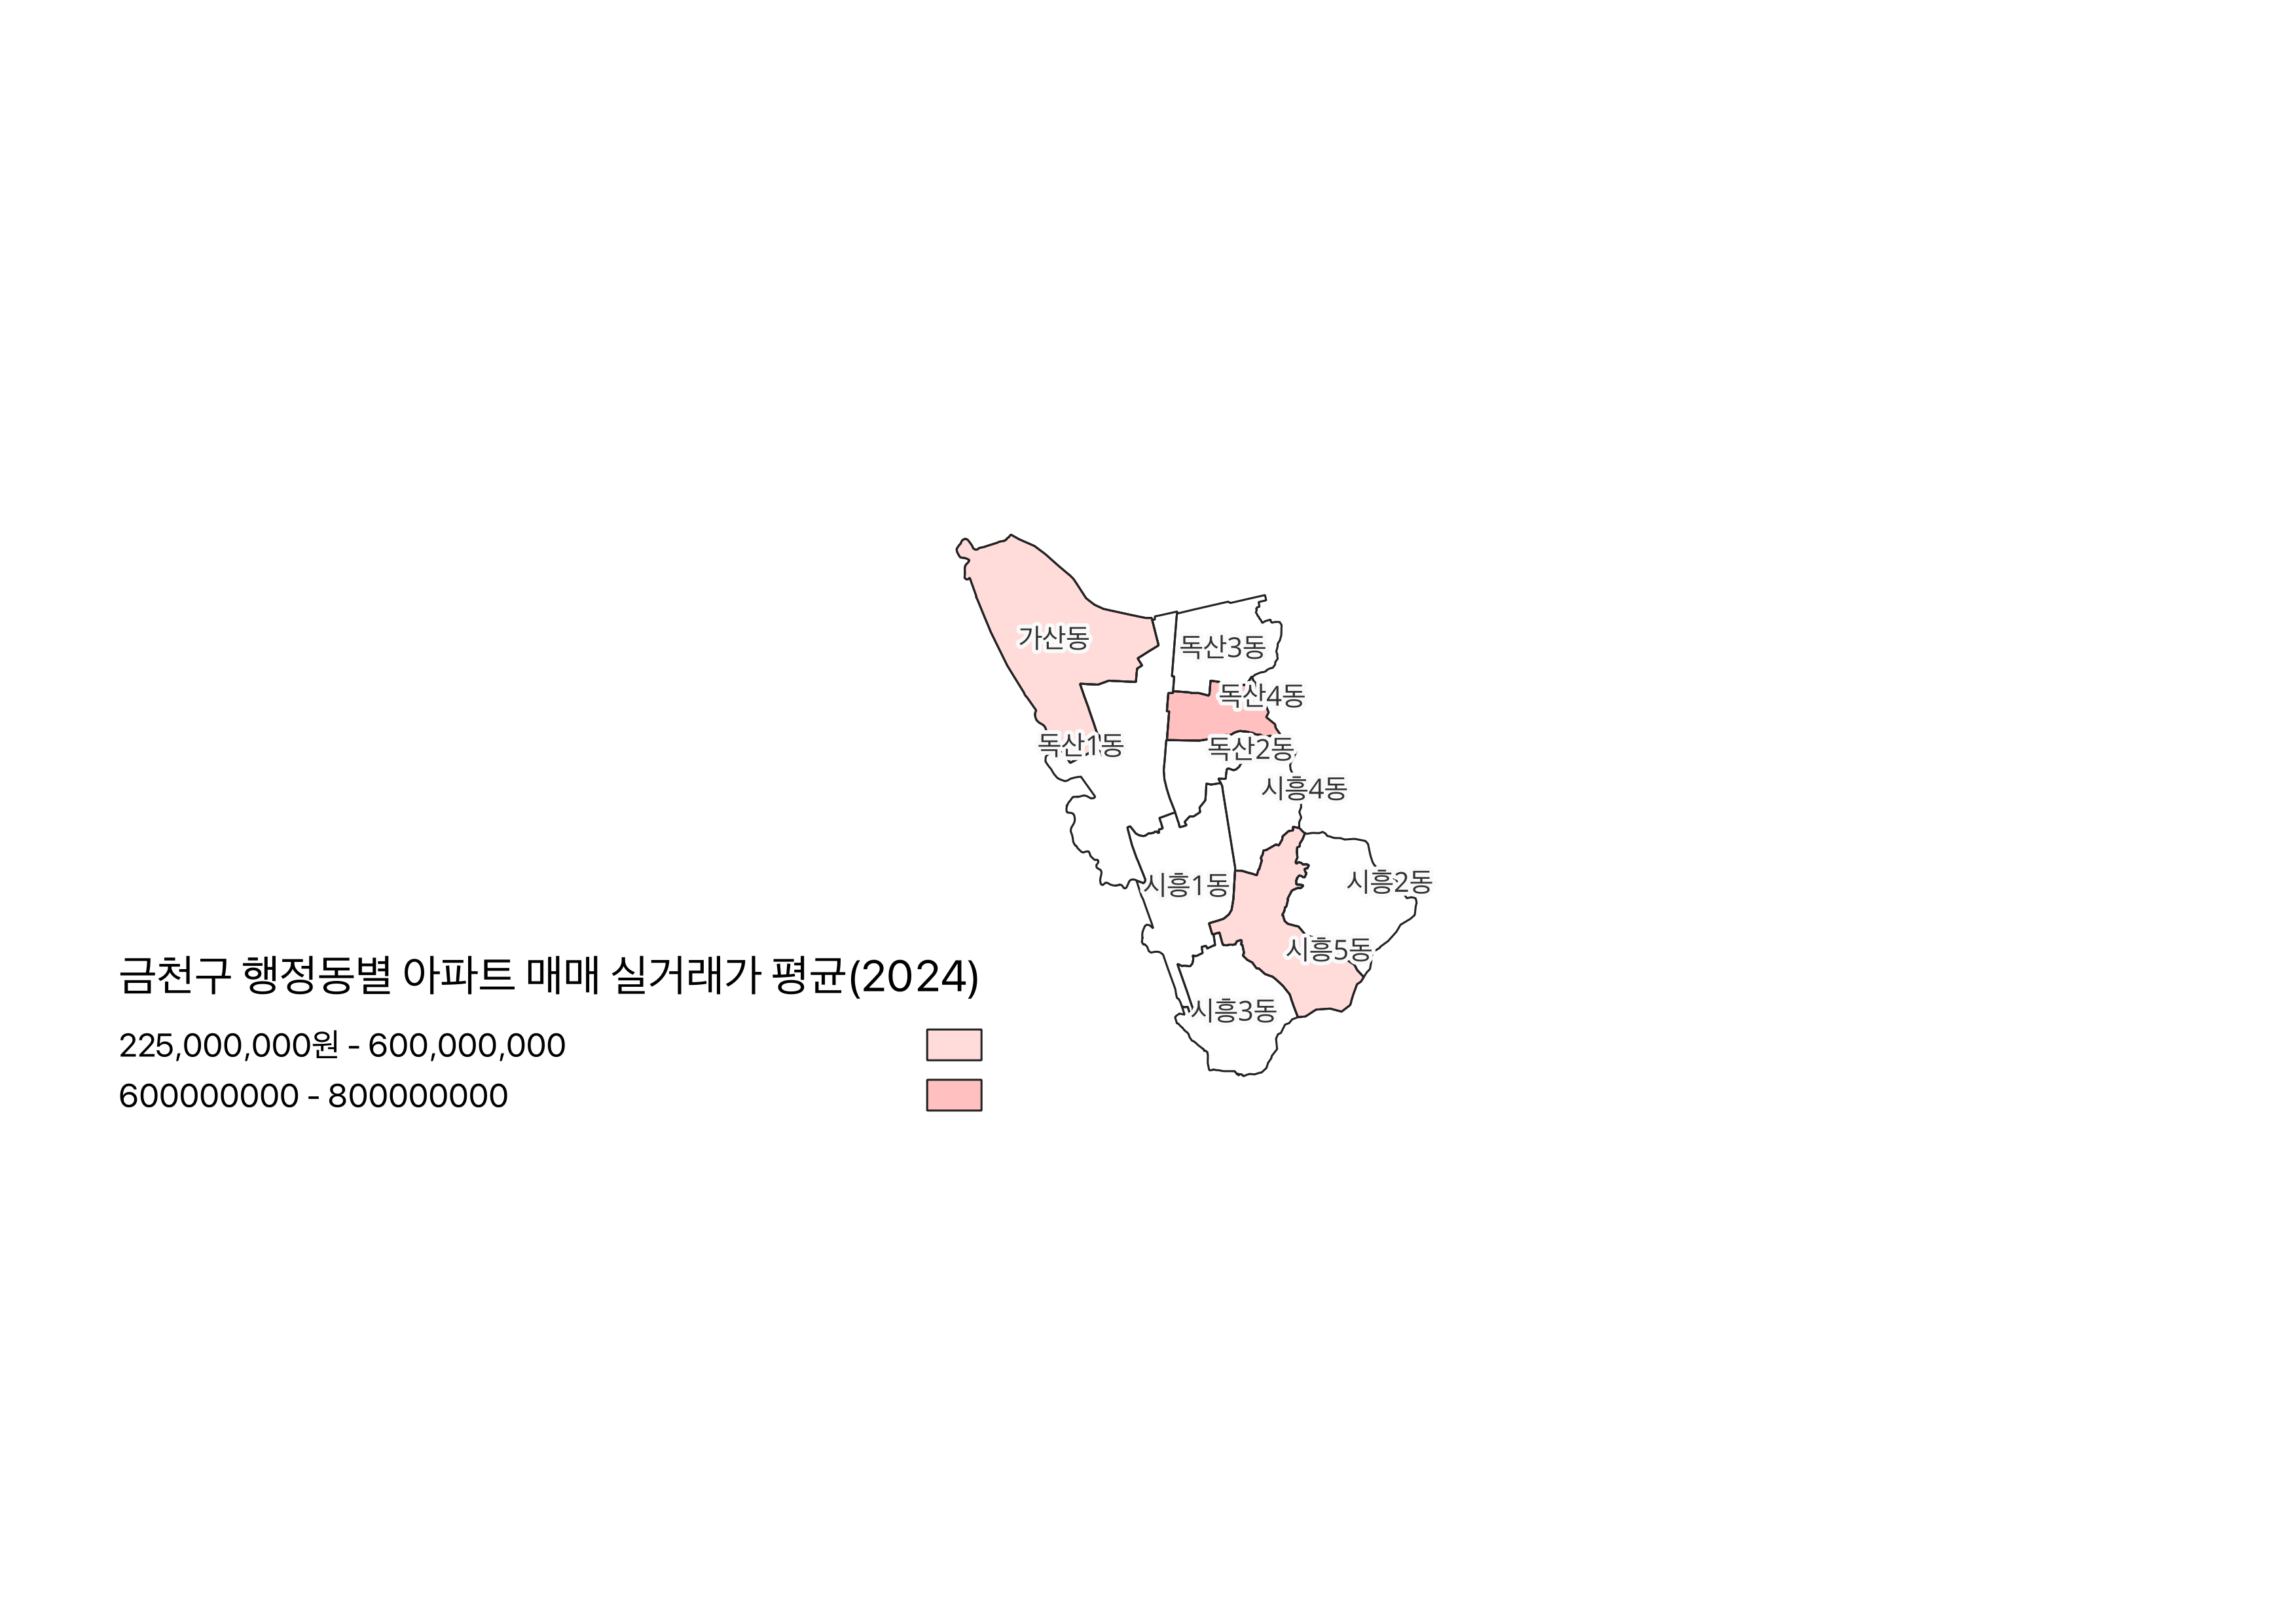 가산동
독산3동
독산4동
독산1동
독산2동
시흥4동
시흥2동
시흥1동
시흥5동
시흥3동
금천구 행정동별 아파트 매매 실거래가 평균(2024)
225,000,000원 - 600,000,000
600000000 - 800000000